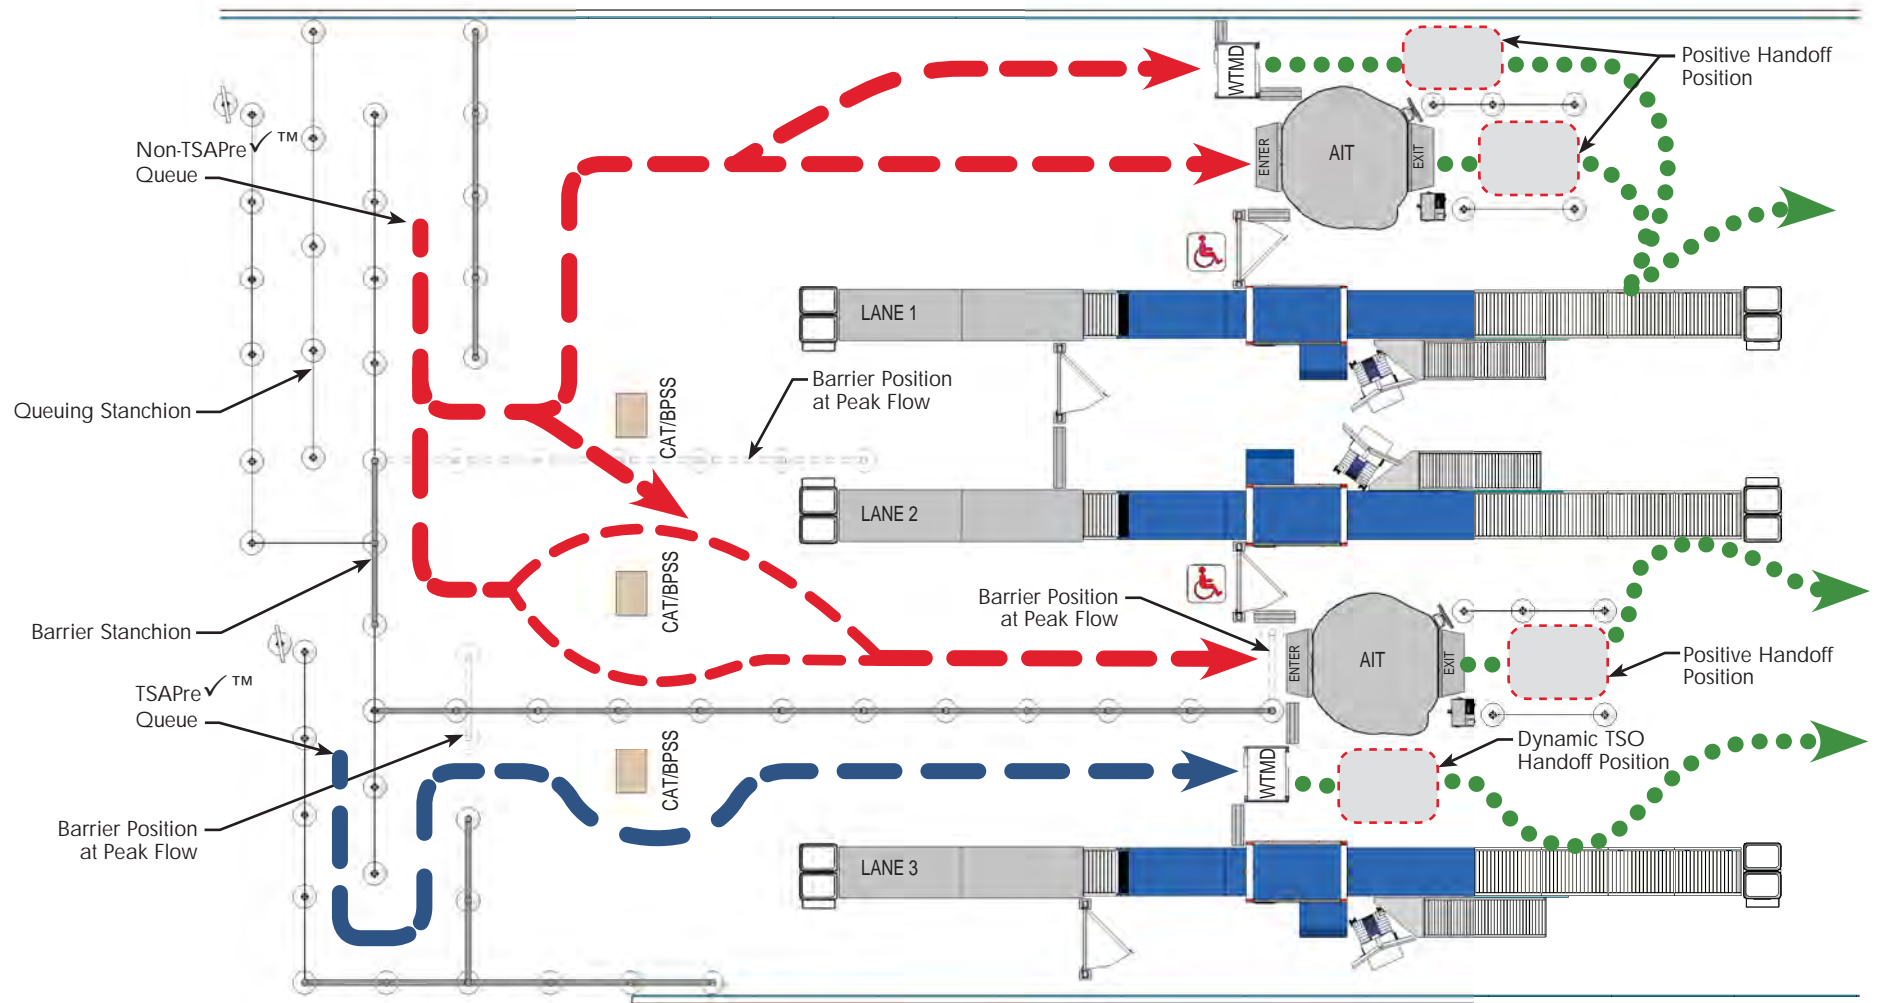 WTMD
Positive Handoff
Position
Non-TSAPre✓™
Queue
ENTER
AIT
EXIT
LANE 1
Queuing Stanchion
CAT/BPSS
Barrier Position
at Peak Flow
LANE 2
Barrier Stanchion
CAT/BPSS
Barrier Position
at Peak Flow
ENTER
AIT
EXIT
Positive Handoff
Position
TSAPre✓™
Queue
CAT/BPSS
WTMD
Dynamic TSO
Handoff Position
Barrier Position
at Peak Flow
LANE 3